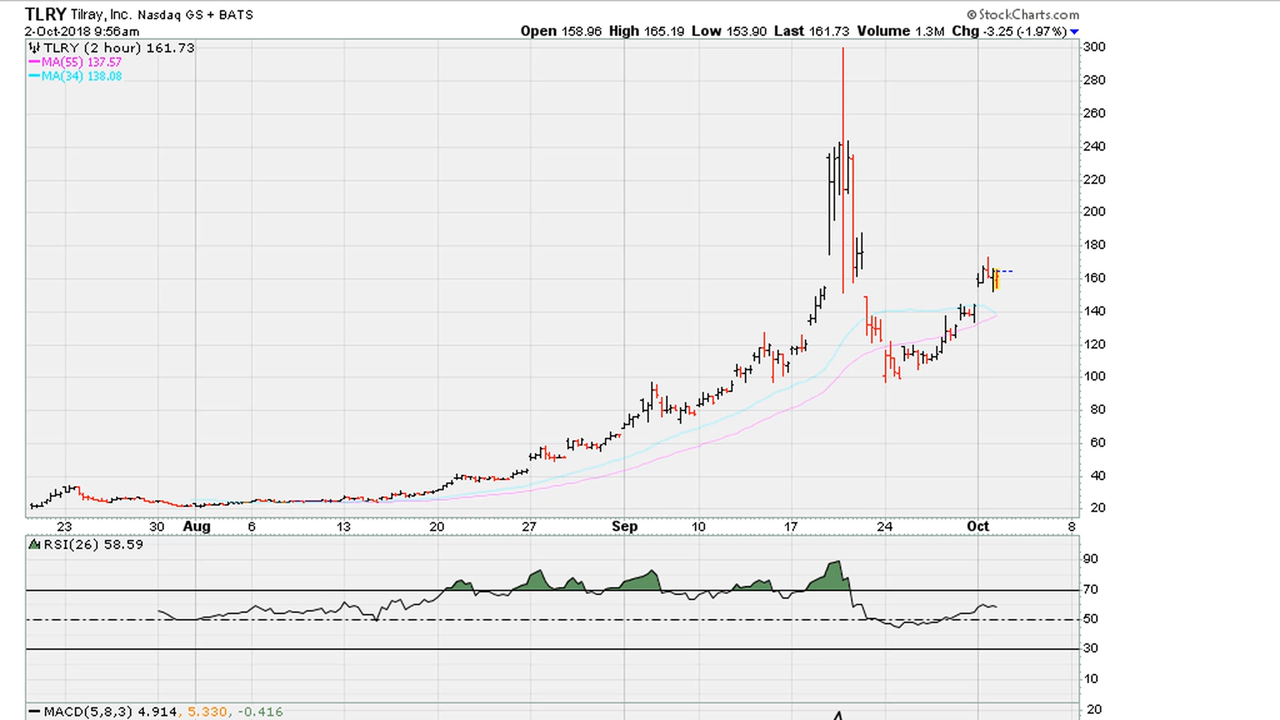 TLRY Tilray, Inc. Nasdaq GS + BATS
© StockCharts.com
2-Oct-2018 9:56am
Open 158.96 High 165.19 Low 153.90 Last 161.73 Volume 1.3M Chg -3.25 (-1.97%)
TLRY (2 hour) 161.73
MA(55) 137.57
MA(34) 138.08
300
280
260
240
220
200
180
160
140
120
100
80
60
40
20
23 30 Aug 6 13 20 27 Sep 10 17 24 Oct 8
RSI(26) 58.59
90
70
50
30
10
MACD(5,8,3) 4.914, 5.330, -0.416
20